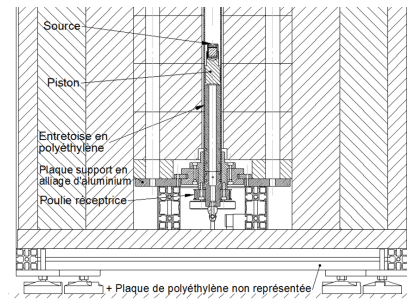 Source
Piston
Entretoise en
polyéthylène
Plaque support en
alliage d'aluminium
Poulie réceptrice
+ Plaque de polyéthylène non représentée